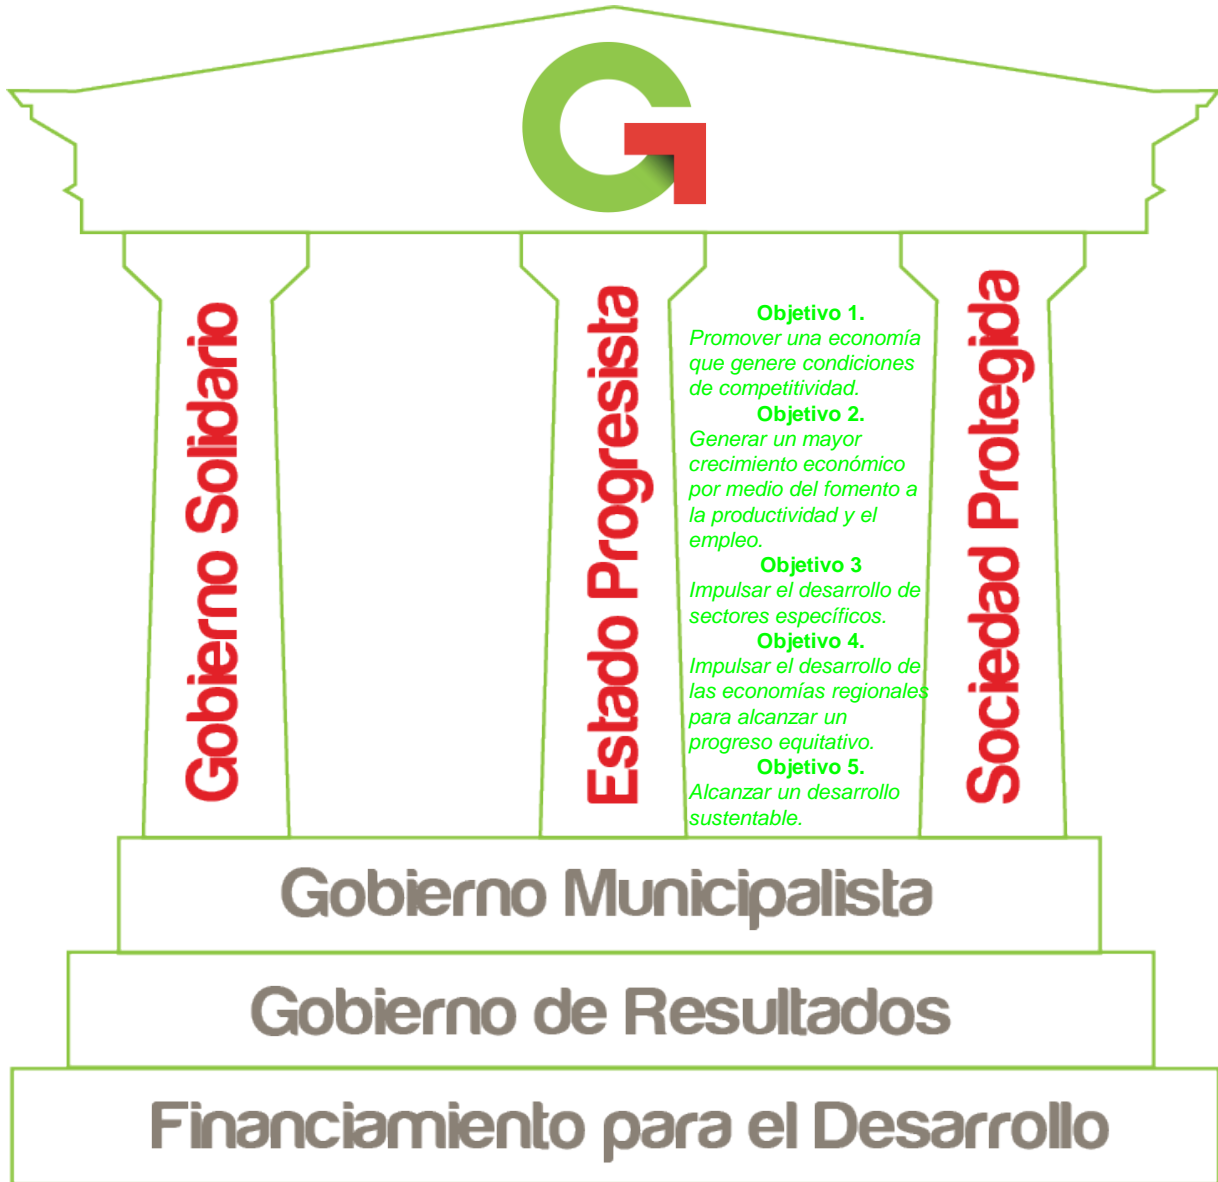 G
Gobierno Solidario
Estado Progresista
Objetivo 1.
Promover una economía
que genere condiciones
de competitividad.
Objetivo 2.
Generar un mayor
crecimiento económico
por medio del fomento a
la productividad y el
empleo.
Objetivo 3
Impulsar el desarrollo de
sectores específicos.
Objetivo 4.
Impulsar el desarrollo de
las economías regionales
para alcanzar un
progreso equitativo.
Objetivo 5.
Alcanzar un desarrollo
sustentable.
Sociedad Protegida
Gobierno Municipalista
Gobierno de Resultados
Financiamiento para el Desarrollo